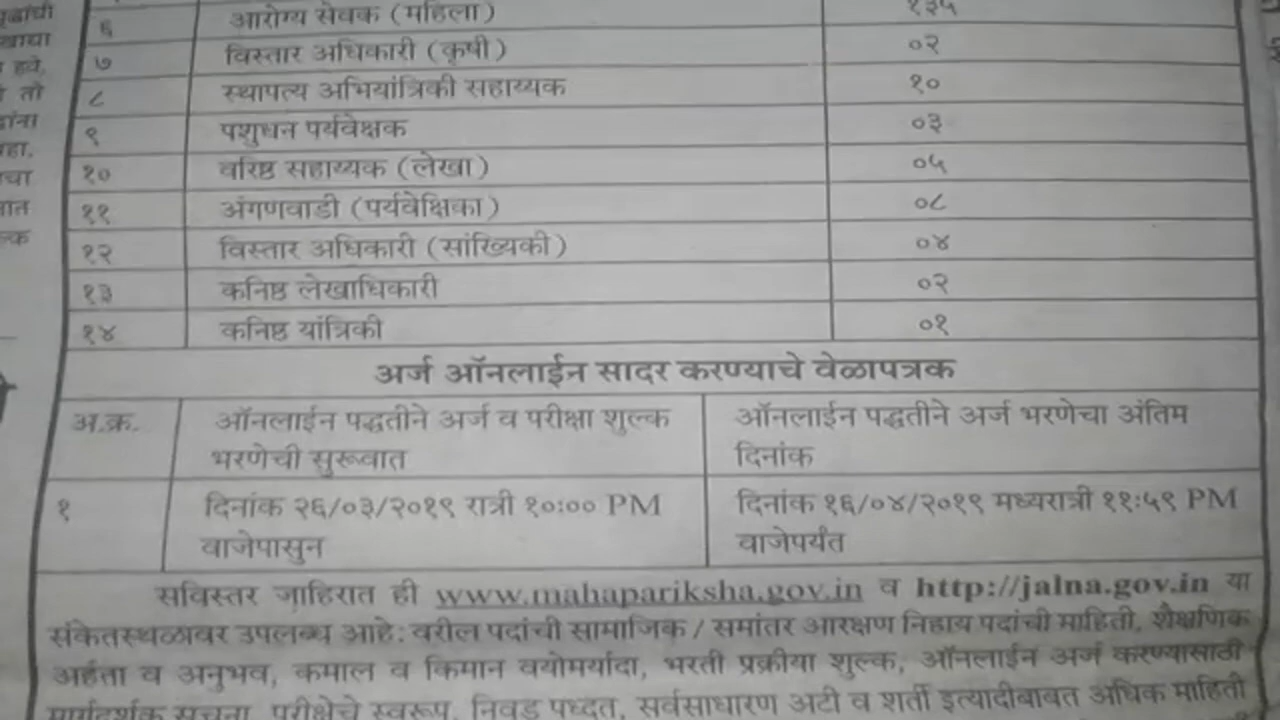 ६ आरोग्य सेवक (महिला) १३५
७ विस्तार अधिकारी (कृषी) ०२
८ स्थापत्य अभियांत्रिकी सहाय्यक १०
९ पशुधन पर्यवेक्षक ०३
१० वरिष्ठ सहाय्यक (लेखा) ०५
११ अंगणवाडी (पर्यवेक्षिका) ०८
१२ विस्तार अधिकारी (सांख्यिकी) ०४
१३ कनिष्ठ लेखाधिकारी ०२
१४ कनिष्ठ यांत्रिकी ०१
अर्ज ऑनलाईन सादर करण्याचे वेळापत्रक
अ.क्र. ऑनलाईन पद्धतीने अर्ज व परीक्षा शुल्क ऑनलाईन पद्धतीने अर्ज भरणेचा अंतिम
भरणेची सुरूवात दिनांक
१ दिनांक २६/०३/२०१९ रात्री १०:०० PM दिनांक १६/०४/२०१९ मध्यरात्री ११:५९ PM
वाजेपासुन वाजेपर्यंत
सविस्तर जाहिरात ही www.mahapariksha.gov.in व http://jalna.gov.in या
संकेतस्थळावर उपलब्ध आहे: वरील पदांची सामाजिक / समांतर आरक्षण निहाय पदांची माहिती, शैक्षणिक
अर्हता व अनुभव, कमाल व किमान वयोमर्यादा, भरती प्रक्रीया शुल्क, ऑनलाईन अर्ज करण्यासाठी
मार्गदर्शक सूचना, परीक्षेचे स्वरूप, निवड पध्दत, सर्वसाधारण अटी व शर्ती इत्यादीबाबत अधिक माहिती